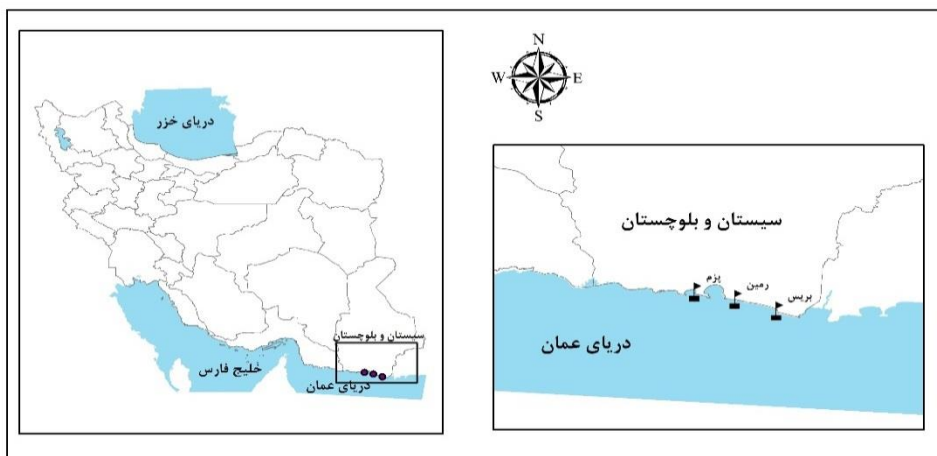 دریای خزر
سیستان و بلوچستان
خلیج فارس
دریای عمان
N
W
E
S
سیستان و بلوچستان
پزم
رمین
بریس
دریای عمان